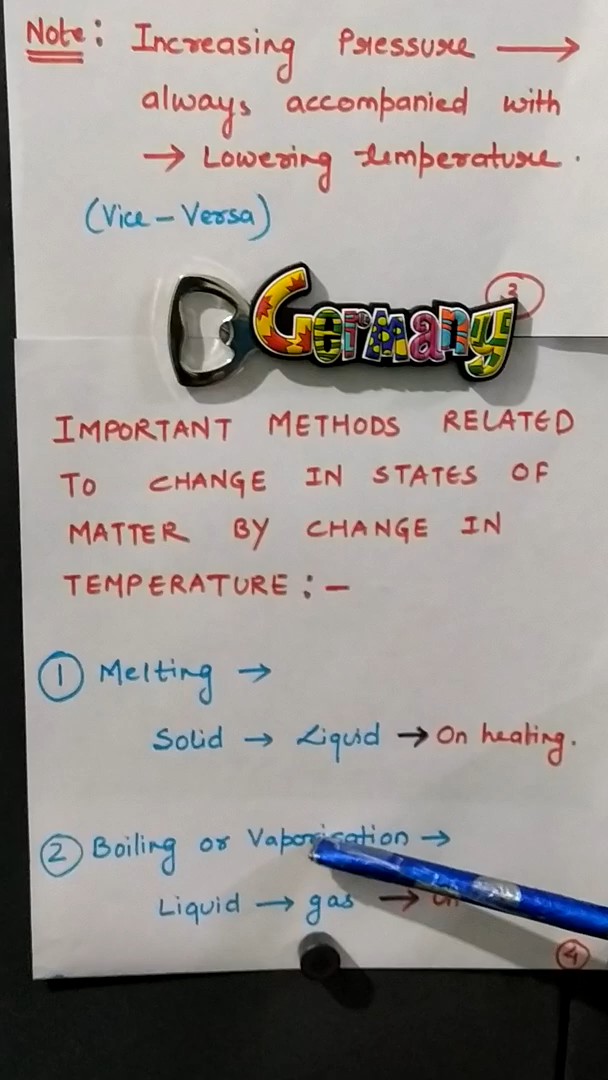 Note: Increasing Pressure →
always accompanied with
→ Lowering temperature.
(Vice-Versa)
3
Germany
IMPORTANT METHODS RELATED
TO CHANGE IN STATES OF
MATTER BY CHANGE IN
TEMPERATURE :-
1 Melting →
Solid → Liquid → On heating.
2 Boiling or Vaporisation →
Liquid → gas →
4